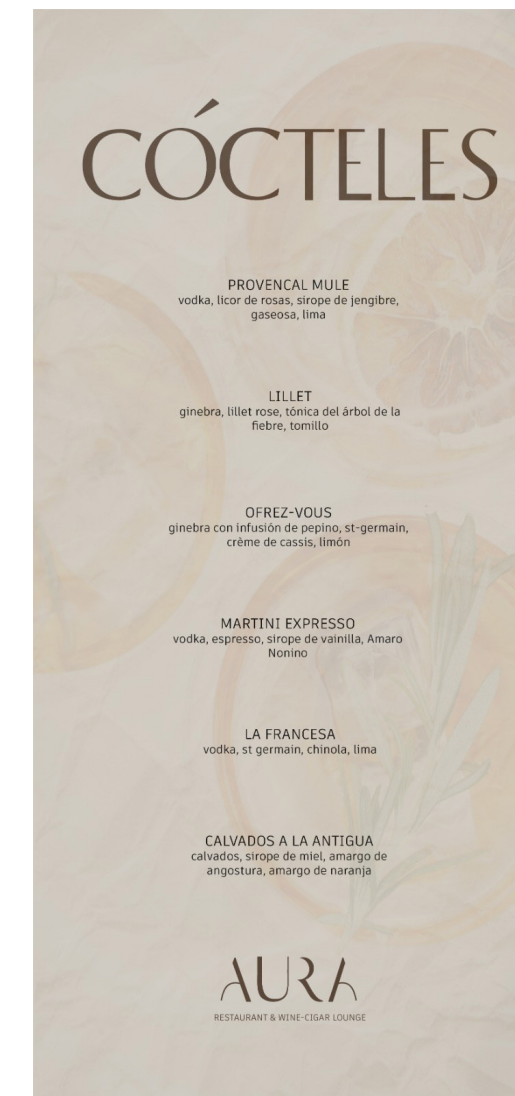 CÓCTELES
PROVENCAL MULE
vodka, licor de rosas, sirope de jengibre,
gaseosa, lima
LILLET
ginebra, lillet rose, tónica del árbol de la
fiebre, tomillo
OFREZ-VOUS
ginebra con infusión de pepino, st-germain,
crème de cassis, limón
MARTINI EXPRESSO
vodka, espresso, sirope de vainilla, Amaro
Nonino
LA FRANCESA
vodka, st germain, chinola, lima
CALVADOS A LA ANTIGUA
calvados, sirope de miel, amargo de
angostura, amargo de naranja
AURA
RESTAURANT & WINE-CIGAR LOUNGE